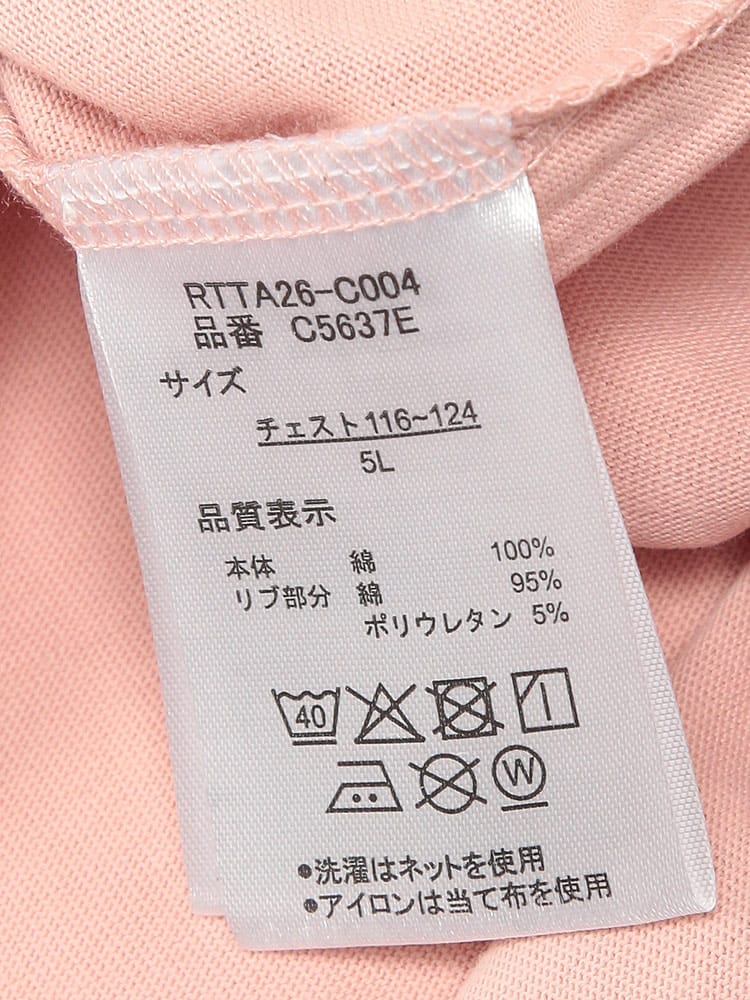 RTTA26-C004
品番 C5637E
サイズ
チェスト116~124
5L
品質表示
本体 綿 100%
リブ部分 綿 95%
ポリウレタン 5%
40
W
●洗濯はネットを使用
●アイロンは当て布を使用